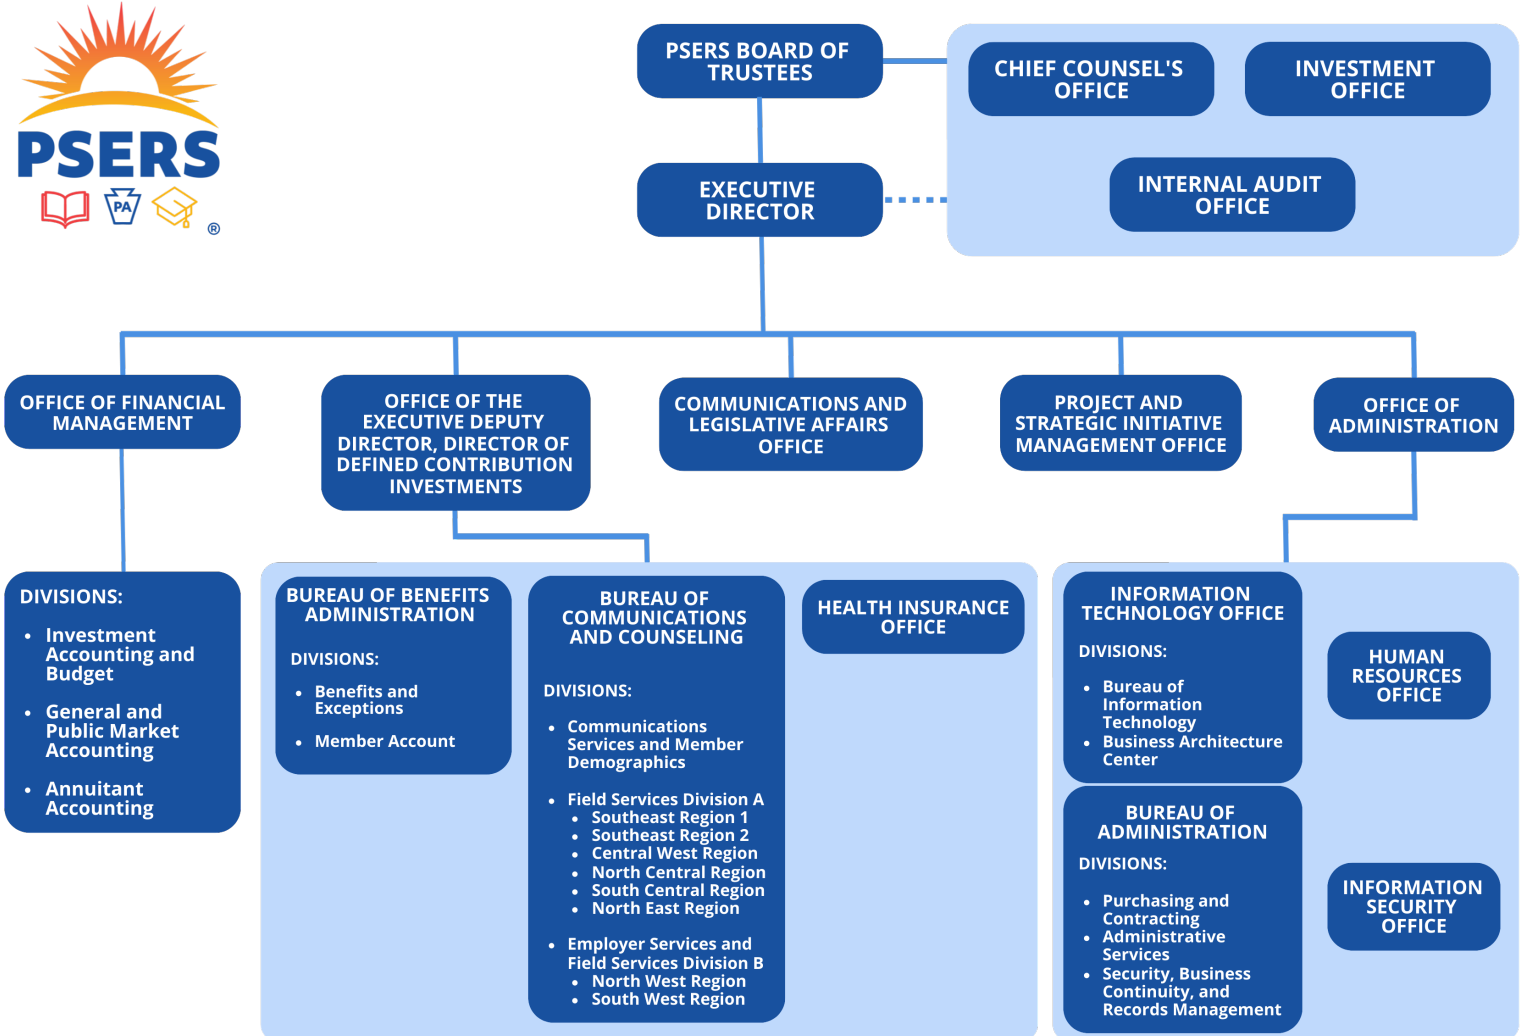 PSERS
PA
®
PSERS BOARD OF
TRUSTEES
CHIEF COUNSEL'S
OFFICE
INVESTMENT
OFFICE
INTERNAL AUDIT
OFFICE
EXECUTIVE
DIRECTOR
OFFICE OF FINANCIAL
MANAGEMENT
OFFICE OF THE
EXECUTIVE DEPUTY
DIRECTOR, DIRECTOR OF
DEFINED CONTRIBUTION
INVESTMENTS
COMMUNICATIONS AND
LEGISLATIVE AFFAIRS
OFFICE
PROJECT AND
STRATEGIC INITIATIVE
MANAGEMENT OFFICE
OFFICE OF
ADMINISTRATION
DIVISIONS:
• Investment
Accounting and
Budget
• General and
Public Market
Accounting
• Annuitant
Accounting
BUREAU OF BENEFITS
ADMINISTRATION
DIVISIONS:
• Benefits and
Exceptions
• Member Account
BUREAU OF
COMMUNICATIONS
AND COUNSELING
DIVISIONS:
• Communications
Services and Member
Demographics
• Field Services Division A
• Southeast Region 1
• Southeast Region 2
• Central West Region
• North Central Region
• South Central Region
• North East Region
• Employer Services and
Field Services Division B
• North West Region
• South West Region
HEALTH INSURANCE
OFFICE
INFORMATION
TECHNOLOGY OFFICE
DIVISIONS:
• Bureau of
Information
Technology
• Business Architecture
Center
BUREAU OF
ADMINISTRATION
DIVISIONS:
• Purchasing and
Contracting
• Administrative
Services
• Security, Business
Continuity, and
Records Management
HUMAN
RESOURCES
OFFICE
INFORMATION
SECURITY
OFFICE